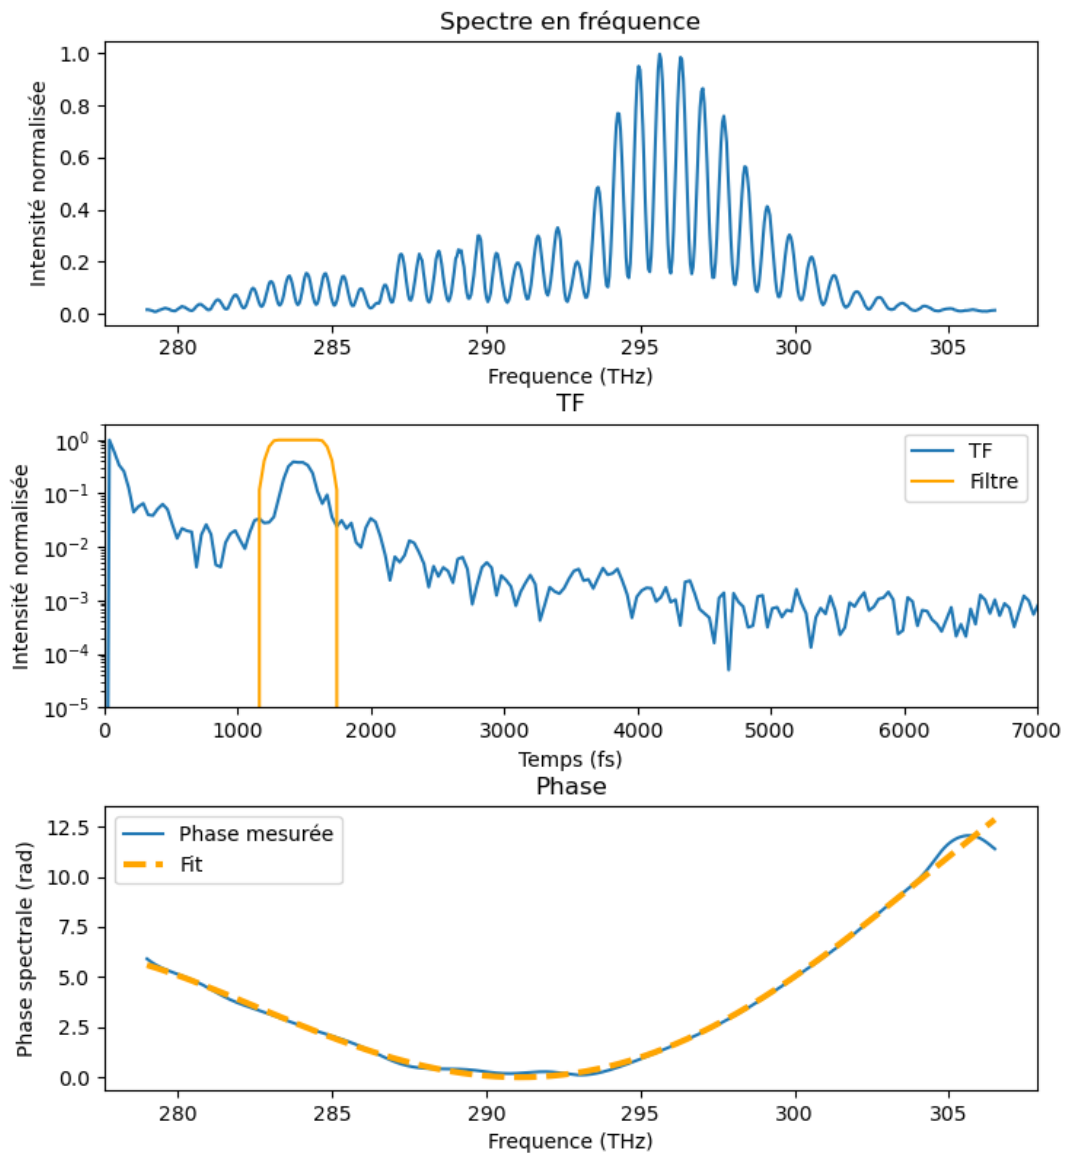 Spectre en fréquence
Intensité normalisée
1.0
0.8
0.6
0.4
0.2
0.0
280 285 290 295 300 305
Frequence (THz)
TF
Intensité normalisée
10^0
10^-1
10^-2
10^-3
10^-4
10^-5
TF
Filtre
0 1000 2000 3000 4000 5000 6000 7000
Temps (fs)
Phase
Phase spectrale (rad)
12.5
10.0
7.5
5.0
2.5
0.0
Phase mesurée
Fit
280 285 290 295 300 305
Frequence (THz)